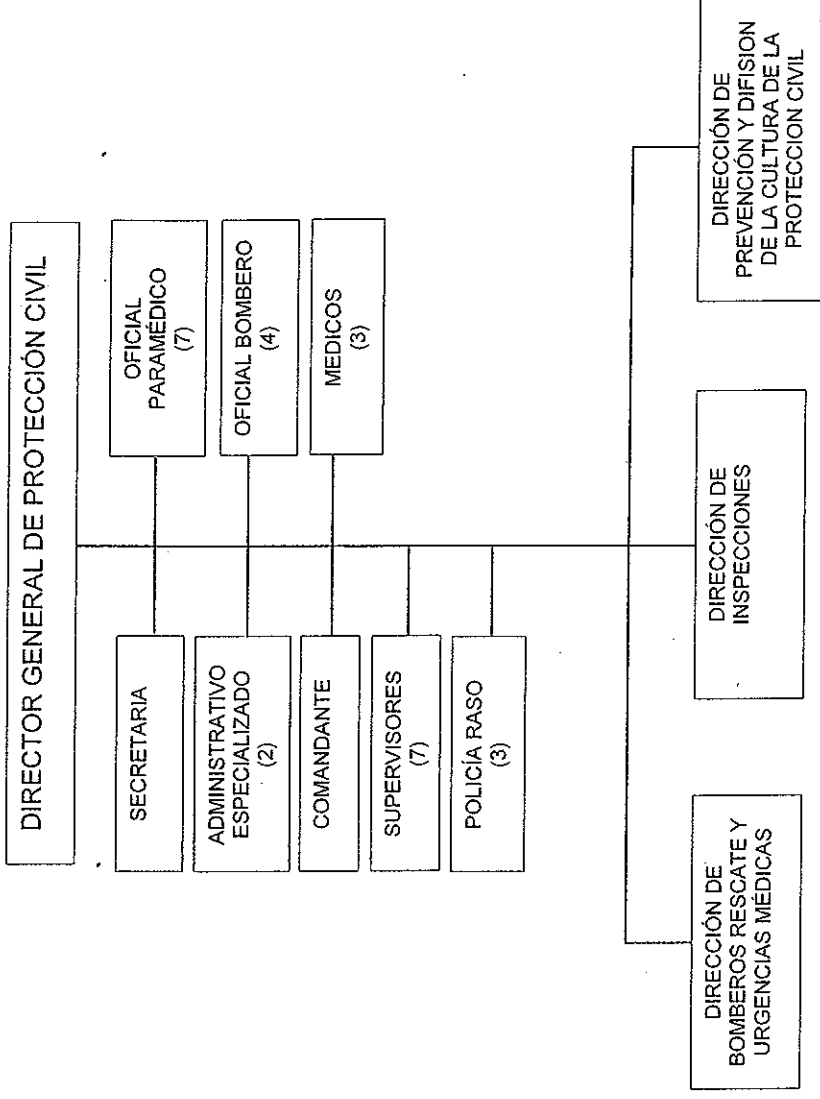 DIRECTOR GENERAL DE PROTECCIÓN CIVIL
SECRETARIA
OFICIAL
PARAMÉDICO
(7)
ADMINISTRATIVO
ESPECIALIZADO
(2)
OFICIAL BOMBERO
(4)
COMANDANTE
MEDICOS
(3)
SUPERVISORES
(7)
POLICÍA RASO
(3)
DIRECCIÓN DE
BOMBEROS RESCATE Y
URGENCIAS MÉDICAS
DIRECCIÓN DE
INSPECCIONES
DIRECCIÓN DE
PREVENCIÓN Y DIFISION
DE LA CULTURA DE LA
PROTECCION CIVIL